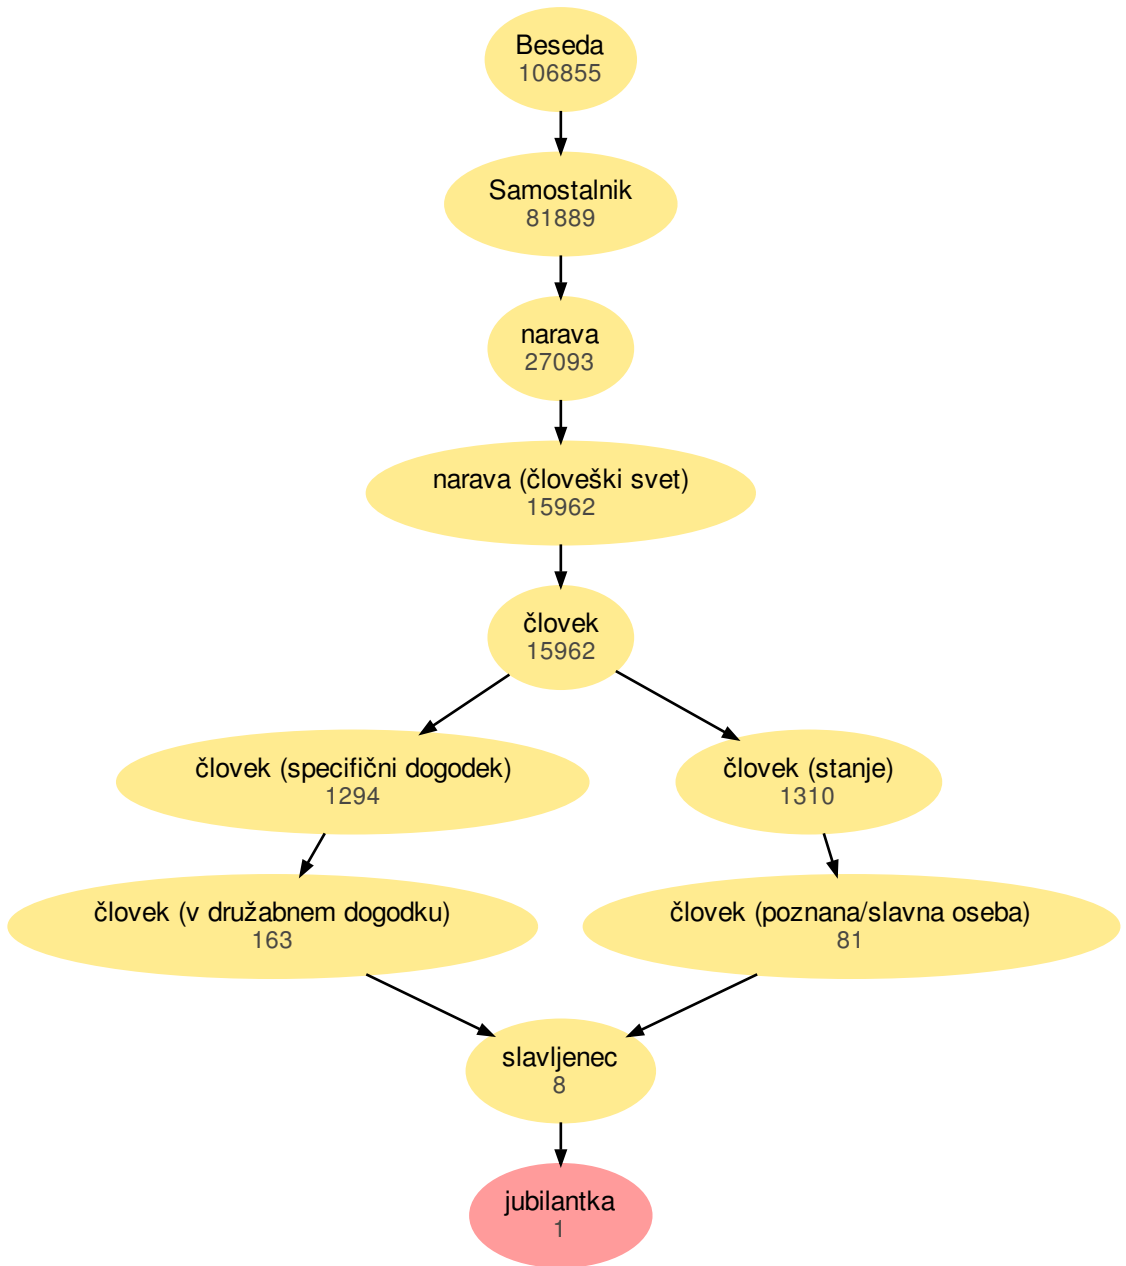 Beseda
106855
Samostalnik
81889
narava
27093
narava (človeški svet)
15962
človek
15962
človek (specifični dogodek)
1294
človek (stanje)
1310
človek (v družabnem dogodku)
163
človek (poznana/slavna oseba)
81
slavljenec
8
jubilantka
1